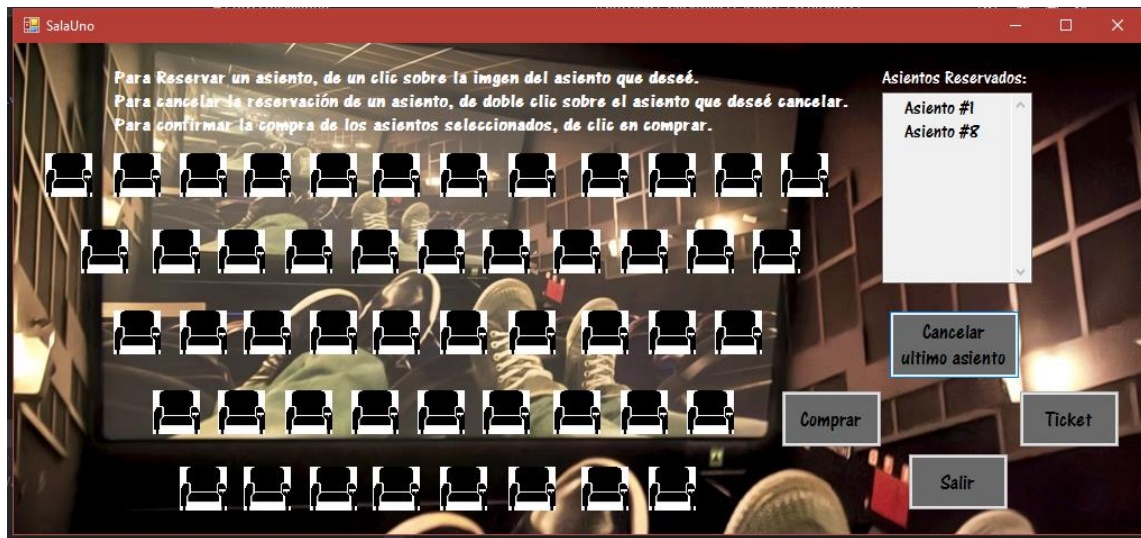 SalaUno
Para Reservar un asiento, de un clic sobre la imgen del asiento que deseé.
Para cancelar la reservación de un asiento, de doble clic sobre el asiento que deseé cancelar.
Para confirmar la compra de los asientos seleccionados, de clic en comprar.
Asientos Reservados:
Asiento #1
Asiento #8
Cancelar
ultimo asiento
Comprar
Ticket
Salir